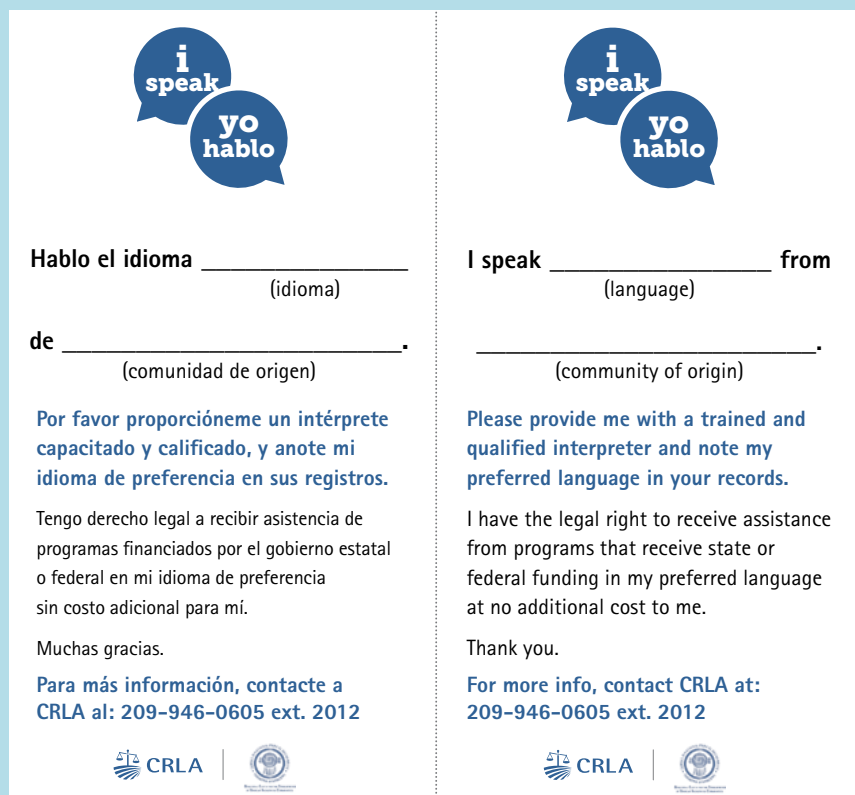 i
speak
yo
hablo
Hablo el idioma _________________
(idioma)
de ____________________________.
(comunidad de origen)
Por favor proporcióneme un intérprete
capacitado y calificado, y anote mi
idioma de preferencia en sus registros.
Tengo derecho legal a recibir asistencia de
programas financiados por el gobierno estatal
o federal en mi idioma de preferencia
sin costo adicional para mí.
Muchas gracias.
Para más información, contacte a
CRLA al: 209-946-0605 ext. 2012
CRLA
i
speak
yo
hablo
I speak __________________ from
(language)
____________________________.
(community of origin)
Please provide me with a trained and
qualified interpreter and note my
preferred language in your records.
I have the legal right to receive assistance
from programs that receive state or
federal funding in my preferred language
at no additional cost to me.
Thank you.
For more info, contact CRLA at:
209-946-0605 ext. 2012
CRLA